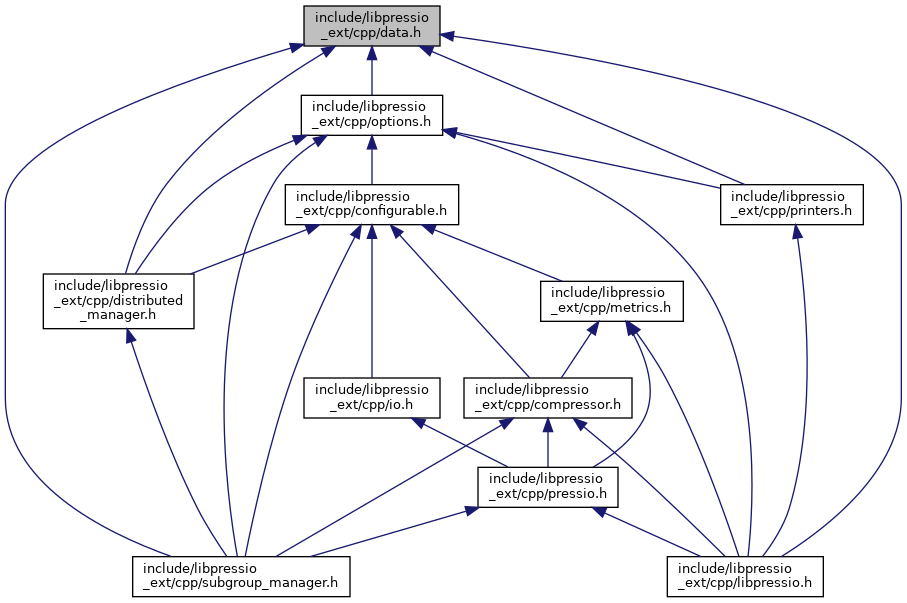 include/libpressio
_ext/cpp/data.h
include/libpressio
_ext/cpp/options.h
include/libpressio
_ext/cpp/configurable.h
include/libpressio
_ext/cpp/printers.h
include/libpressio
_ext/cpp/distributed
_manager.h
include/libpressio
_ext/cpp/metrics.h
include/libpressio
_ext/cpp/io.h
include/libpressio
_ext/cpp/compressor.h
include/libpressio
_ext/cpp/pressio.h
include/libpressio
_ext/cpp/subgroup_manager.h
include/libpressio
_ext/cpp/libpressio.h